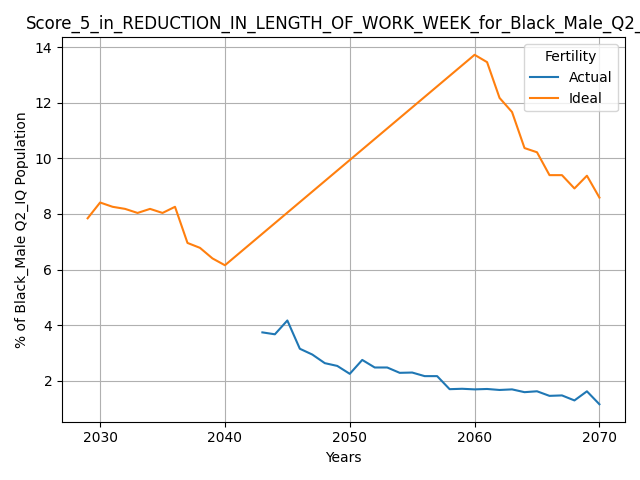 Score_5_in_REDUCTION_IN_LENGTH_OF_WORK_WEEK_for_Black_Male_Q2_
Fertility
Actual
Ideal
% of Black_Male Q2_IQ Population
14
12
10
8
6
4
2
2030
2040
2050
2060
2070
Years